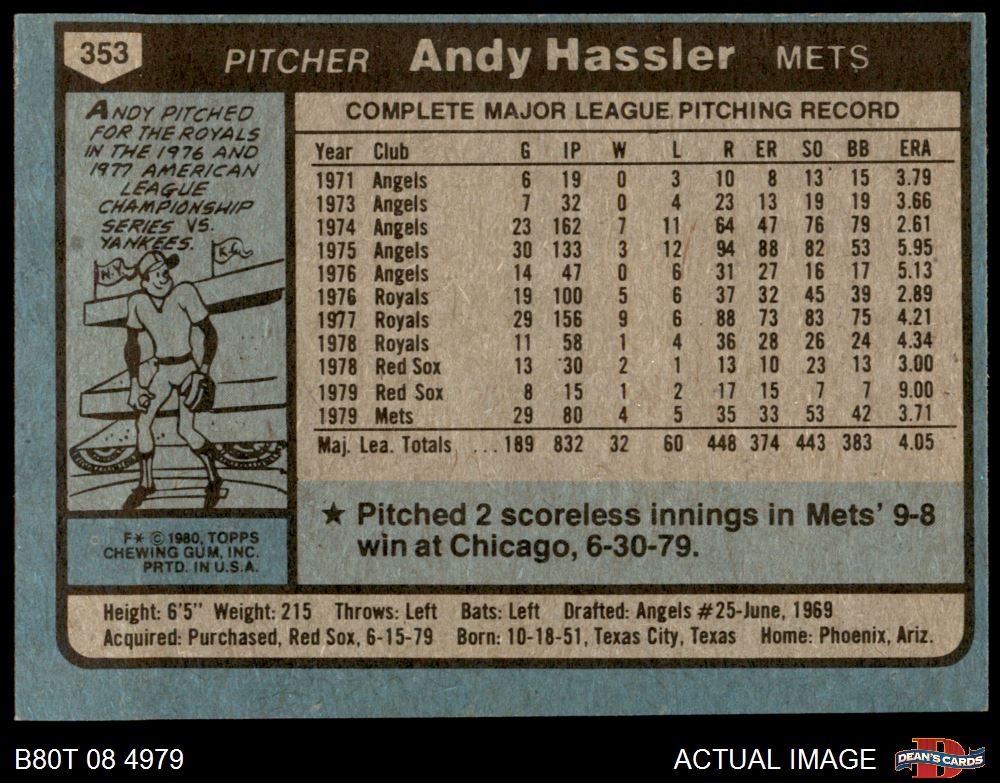 353 PITCHER Andy Hassler METS
ANDY PITCHED
FOR THE ROYALS
IN THE 1976 AND
1977 AMERICAN
LEAGUE
CHAMPIONSHIP
SERIES VS.
YANKEES.
N.Y. K.C.
F* © 1980, TOPPS
CHEWING GUM, INC.
PRTD. IN U.S.A.
COMPLETE MAJOR LEAGUE PITCHING RECORD
Year Club G IP W L R ER SO BB ERA
1971 Angels 6 19 0 3 10 8 13 15 3.79
1973 Angels 7 32 0 4 23 13 19 19 3.66
1974 Angels 23 162 7 11 64 47 76 79 2.61
1975 Angels 30 133 3 12 94 88 82 53 5.95
1976 Angels 14 47 0 6 31 27 16 17 5.13
1976 Royals 19 100 5 6 37 32 45 39 2.89
1977 Royals 29 156 9 6 88 73 83 75 4.21
1978 Royals 11 58 1 4 36 28 26 24 4.34
1978 Red Sox 13 30 2 1 13 10 23 13 3.00
1979 Red Sox 8 15 1 2 17 15 7 7 9.00
1979 Mets 29 80 4 5 35 33 53 42 3.71
Maj. Lea. Totals ... 189 832 32 60 448 374 443 383 4.05
★ Pitched 2 scoreless innings in Mets' 9-8
win at Chicago, 6-30-79.
Height: 6'5" Weight: 215 Throws: Left Bats: Left Drafted: Angels #25-June, 1969
Acquired: Purchased, Red Sox, 6-15-79 Born: 10-18-51, Texas City, Texas Home: Phoenix, Ariz.
B80T 08 4979 ACTUAL IMAGE D DEAN'S CARDS